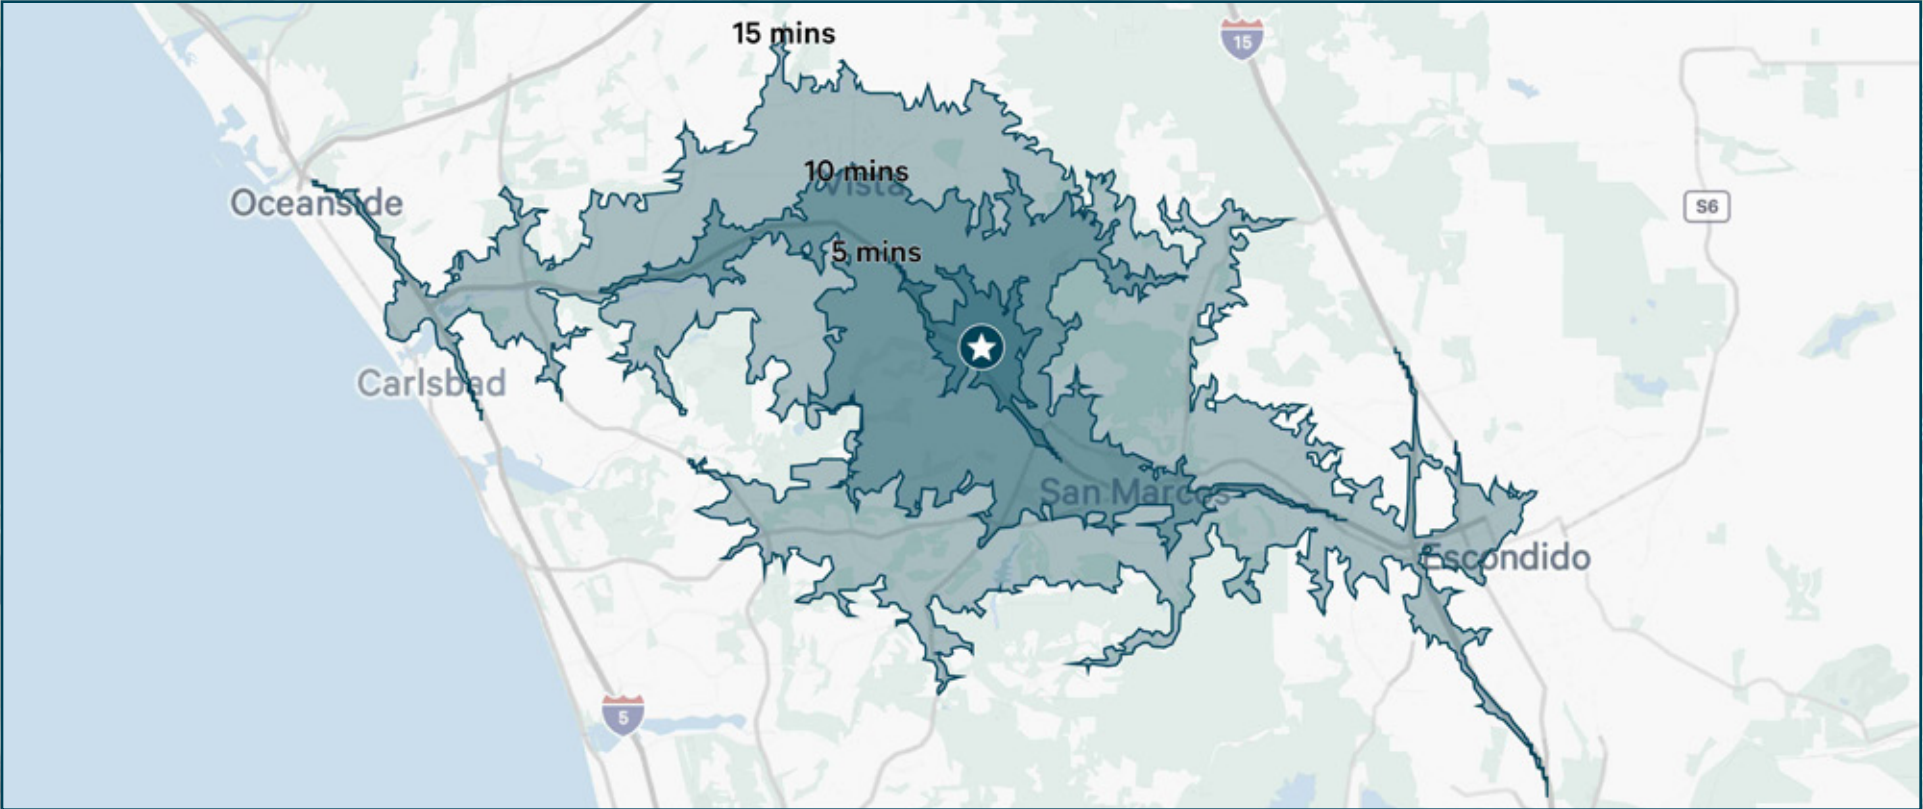 15 mins
15
10 mins
Vista
Oceanside
S6
5 mins
Carlsbad
San Marcos
Escondido
5